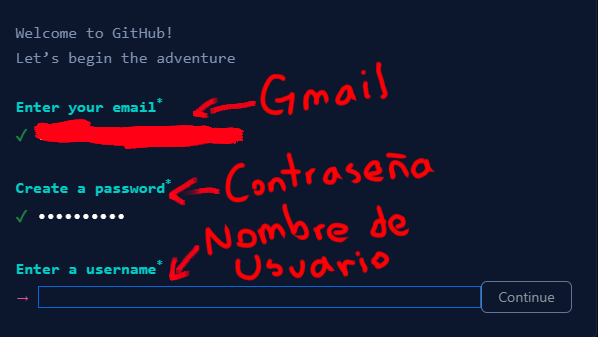 Welcome to GitHub!
Let's begin the adventure
Enter your email*
Gmail
✓
Create a password*
Contraseña
✓ ••••••••••
Enter a username*
Nombre de
Usuario
→
Continue